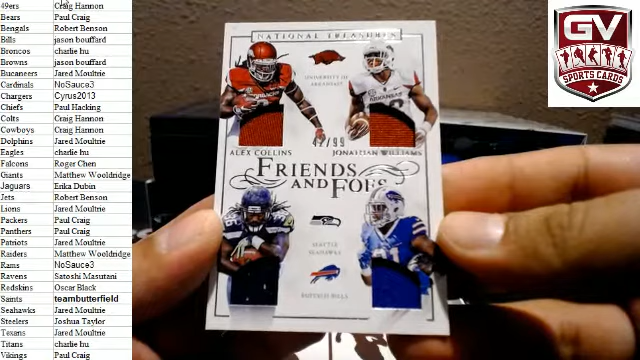 49ers Craig Hannon
Bears Paul Craig
Bengals Robert Benson
Bills jason bouffard
Broncos charlie hu
Browns jason bouffard
Bucaneers Jared Moultrie
Cardinals NoSauce3
Chargers Cyrus2013
Chiefs Paul Hacking
Colts Craig Hannon
Cowboys Craig Hannon
Dolphins Jared Moultrie
Eagles charlie hu
Falcons Roger Chen
Giants Matthew Wooldridge
Jaguars Erika Dubin
Jets Robert Benson
Lions Jared Moultrie
Packers Paul Craig
Panthers Paul Craig
Patriots Jared Moultrie
Raiders Matthew Wooldridge
Rams NoSauce3
Ravens Satoshi Masutani
Redskins Oscar Black
Saints teambutterfield
Seahawks Jared Moultrie
Steelers Joshua Taylor
Texans Jared Moultrie
Titans charlie hu
Vikings Paul Craig
NATIONAL TREASURES
UNIVERSITY OF
ARKANSAS
ARKANSAS
/99
ALEX COLLINS JONATHAN WILLIAMS
FRIENDS
AND FOES
SEATTLE
SEAHAWKS
BUFFALO BILLS
GV
SPORTS CARDS